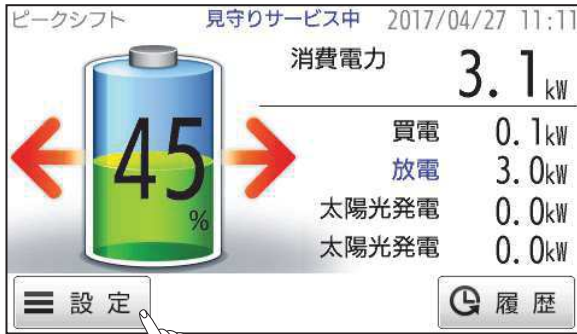 ピークシフト 見守りサービス中 2017/04/27 11:11
消費電力 3.1kW
45%
買電 0.1kW
放電 3.0kW
太陽光発電 0.0kW
太陽光発電 0.0kW
設定 履歴